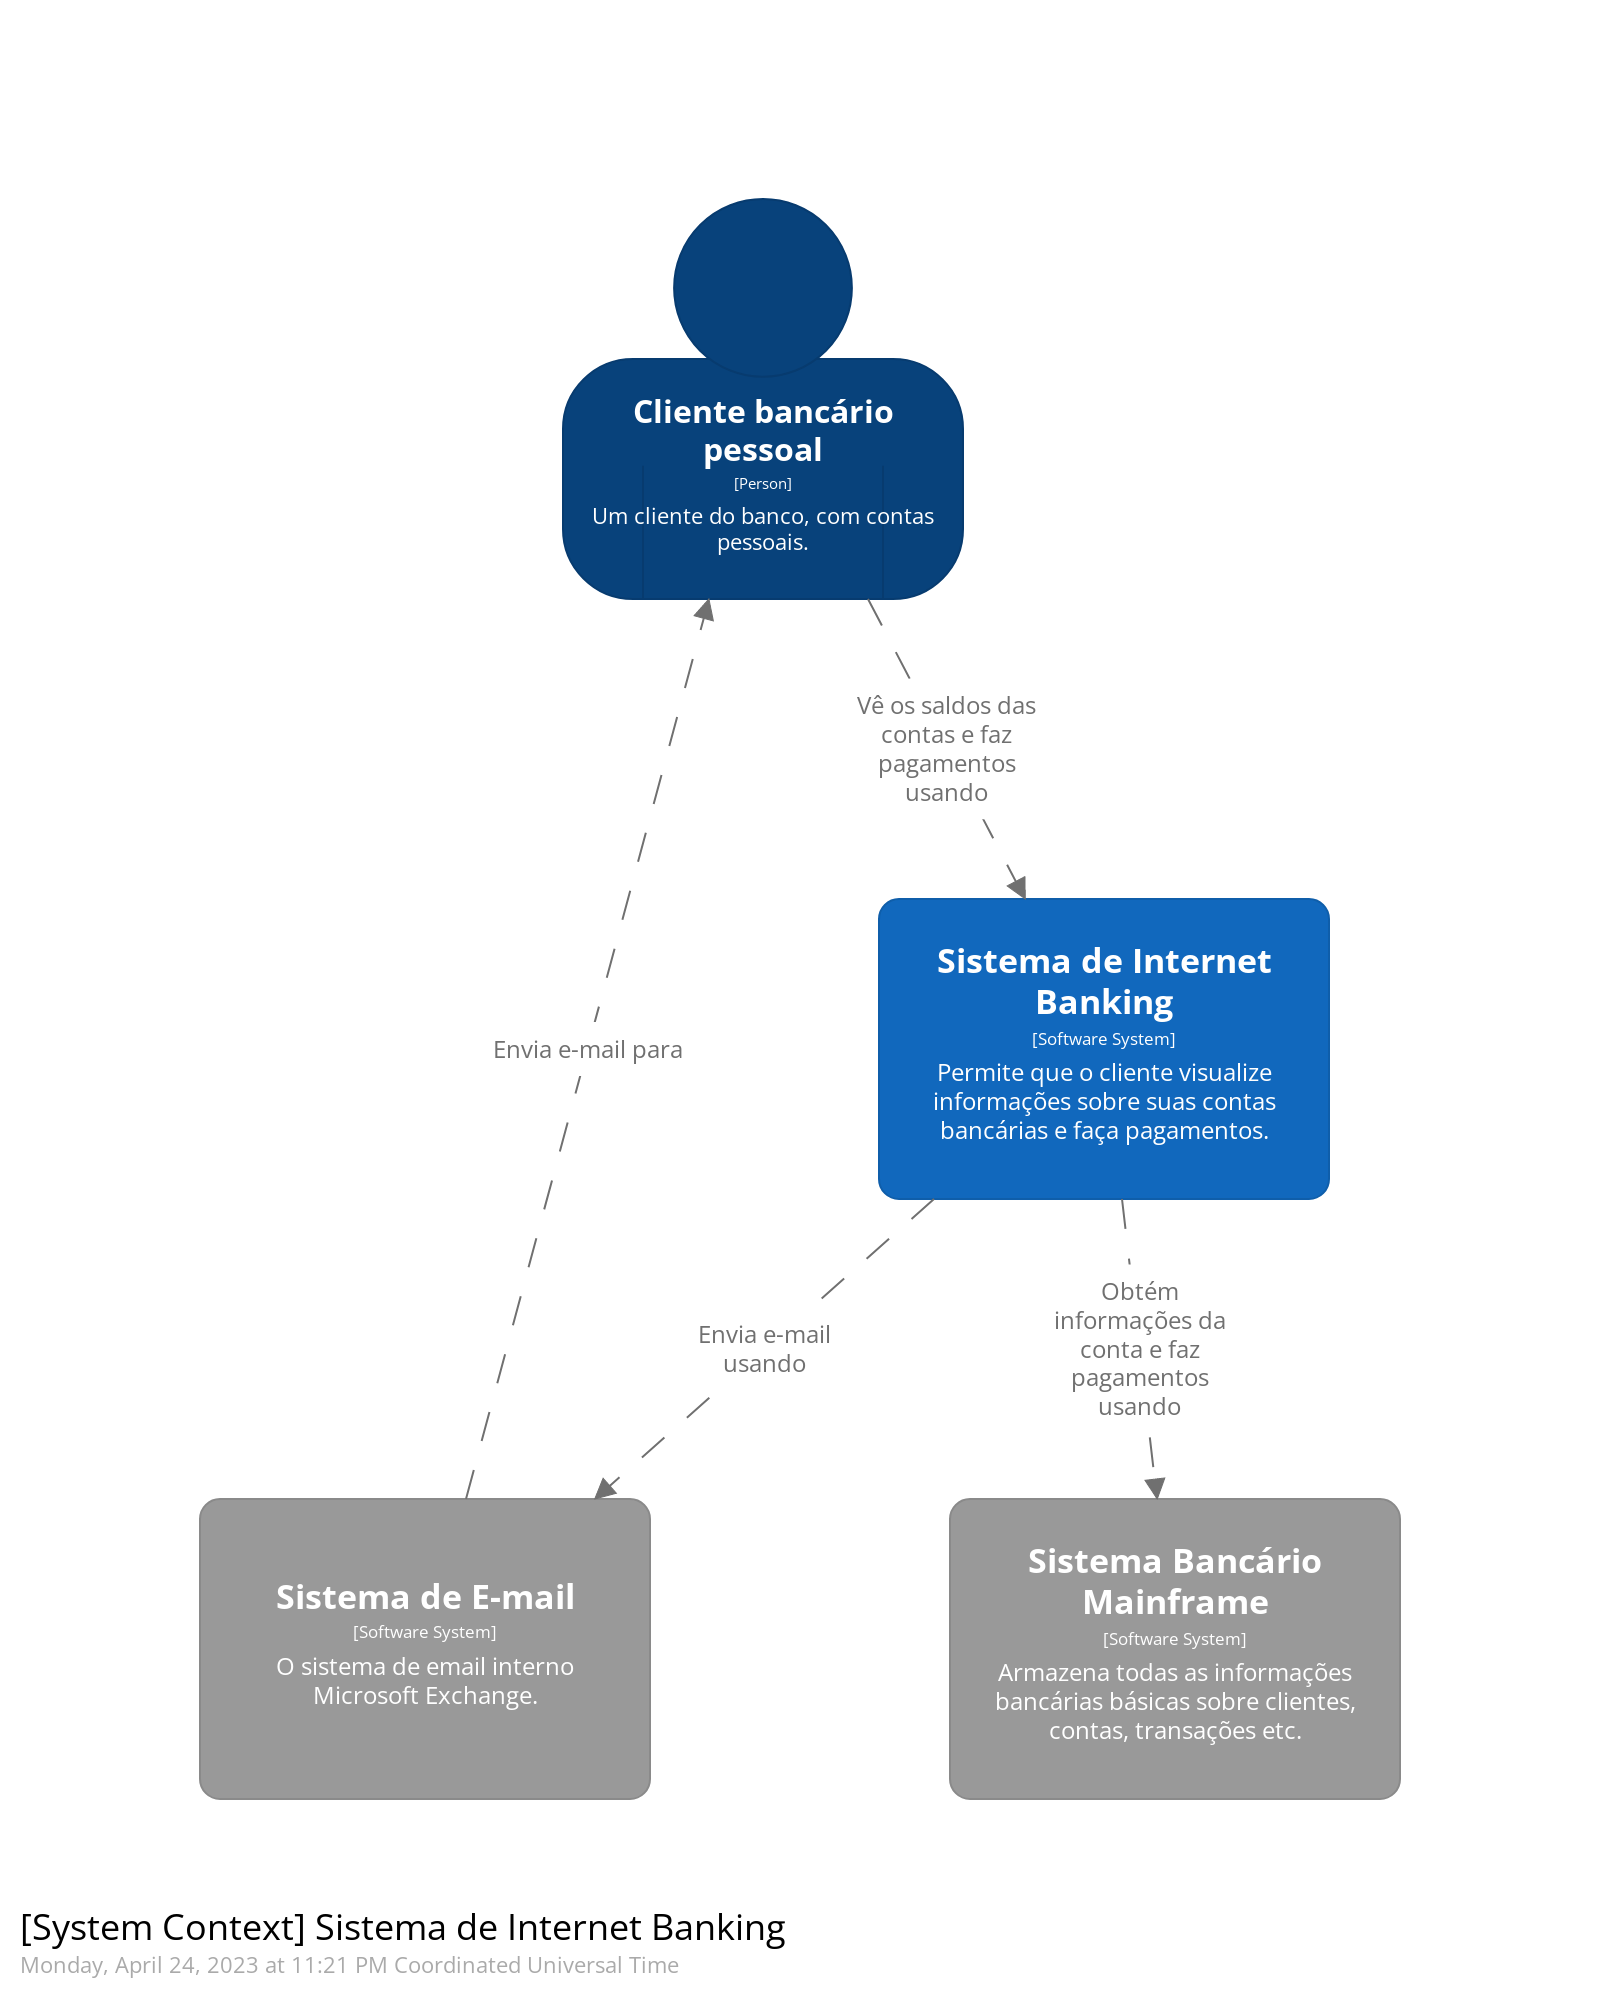 Cliente bancário
pessoal
[Person]
Um cliente do banco, com contas
pessoais.
Vê os saldos das
contas e faz
pagamentos
usando
Sistema de Internet
Banking
[Software System]
Permite que o cliente visualize
informações sobre suas contas
bancárias e faça pagamentos.
Envia e-mail para
Envia e-mail
usando
Obtém
informações da
conta e faz
pagamentos
usando
Sistema de E-mail
[Software System]
O sistema de email interno
Microsoft Exchange.
Sistema Bancário
Mainframe
[Software System]
Armazena todas as informações
bancárias básicas sobre clientes,
contas, transações etc.
[System Context] Sistema de Internet Banking
Monday, April 24, 2023 at 11:21 PM Coordinated Universal Time